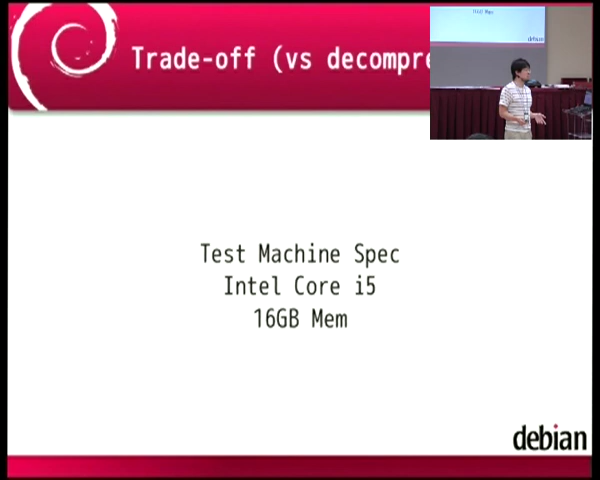 Trade-off (vs decompre
Test Machine Spec
Intel Core i5
16GB Mem
debian